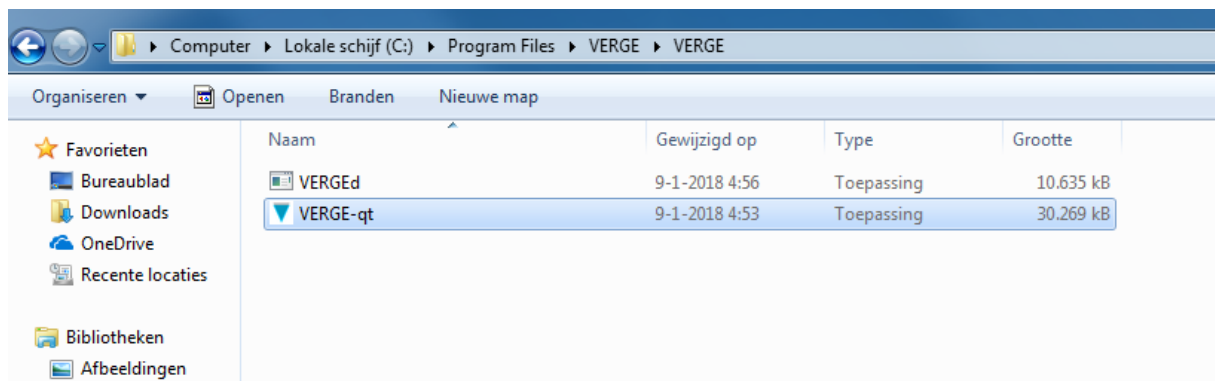 Computer ▸ Lokale schijf (C:) ▸ Program Files ▸ VERGE ▸ VERGE
Organiseren Openen Branden Nieuwe map
Favorieten
Bureaublad
Downloads
OneDrive
Recente locaties
Bibliotheken
Afbeeldingen
Naam Gewijzigd op Type Grootte
VERGEd 9-1-2018 4:56 Toepassing 10.635 kB
VERGE-qt 9-1-2018 4:53 Toepassing 30.269 kB